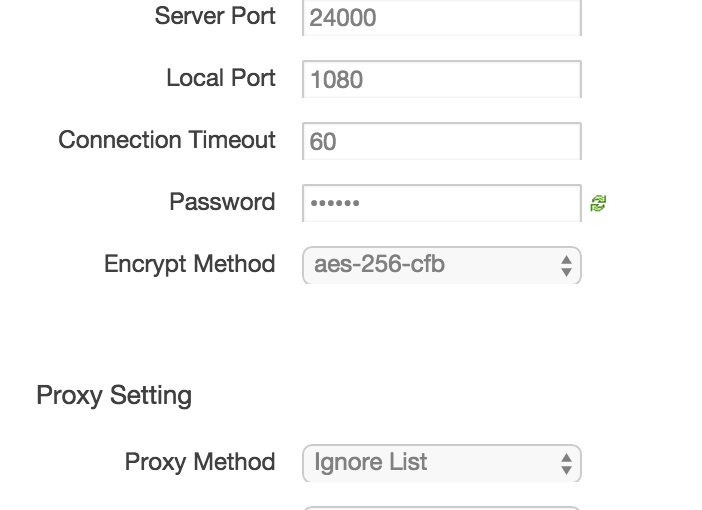 Server Port 24000
Local Port 1080
Connection Timeout 60
Password ••••••
Encrypt Method aes-256-cfb
Proxy Setting
Proxy Method Ignore List